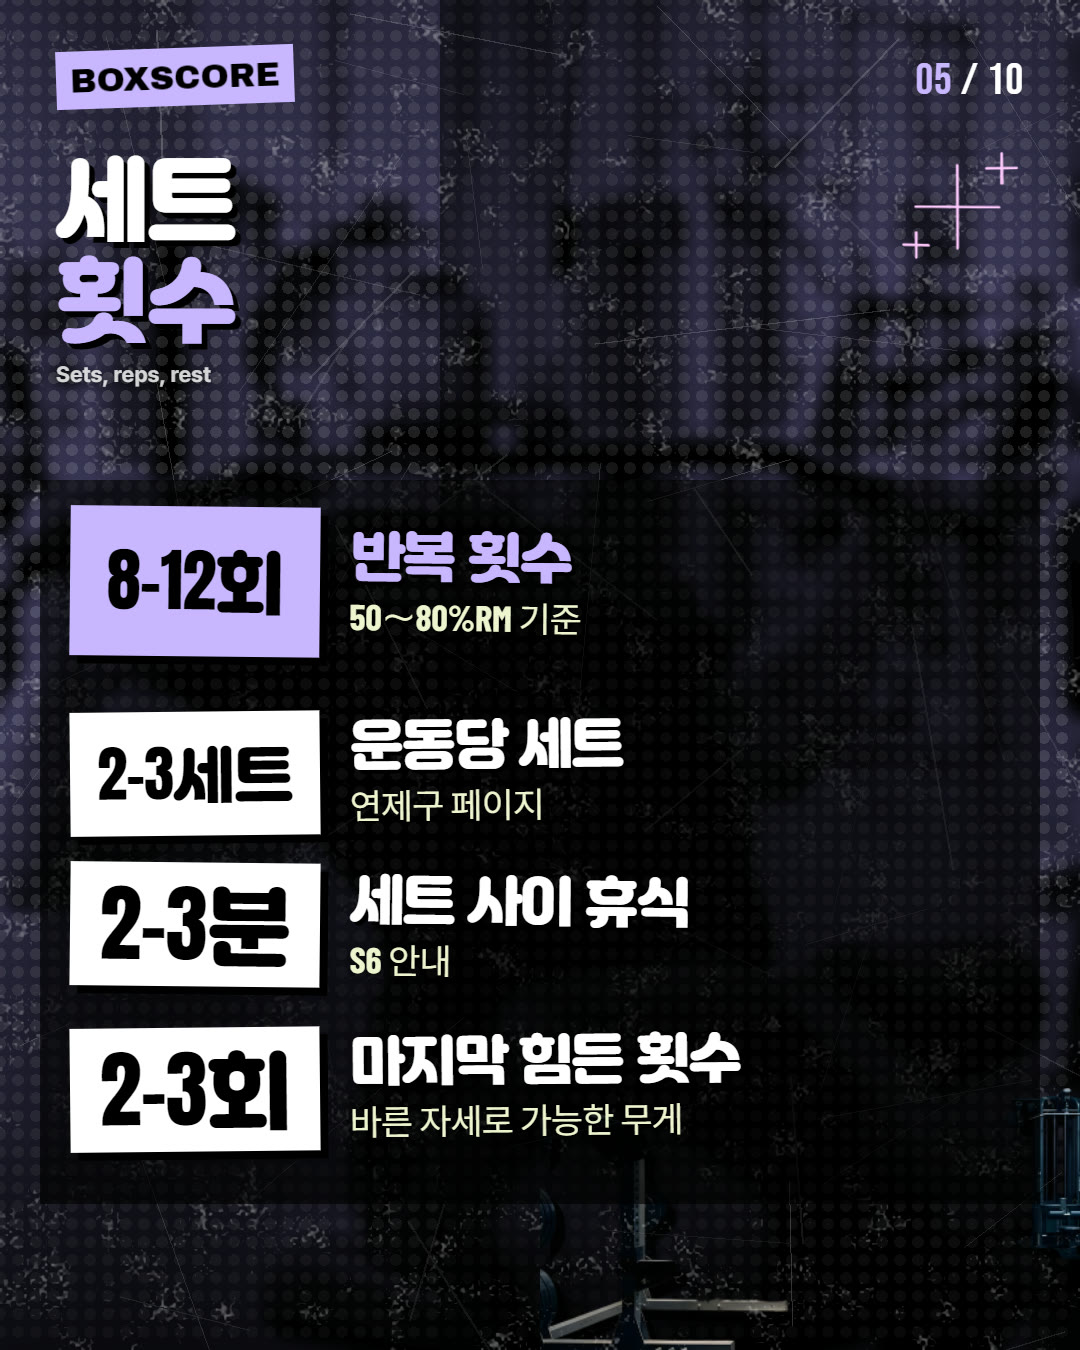 BOXSCORE
05 / 10
세트
횟수
Sets, reps, rest
8-12회
반복 횟수
50~80%RM 기준
2-3세트
운동당 세트
연제구 페이지
2-3분
세트 사이 휴식
S6 안내
2-3회
마지막 힘든 횟수
바른 자세로 가능한 무게